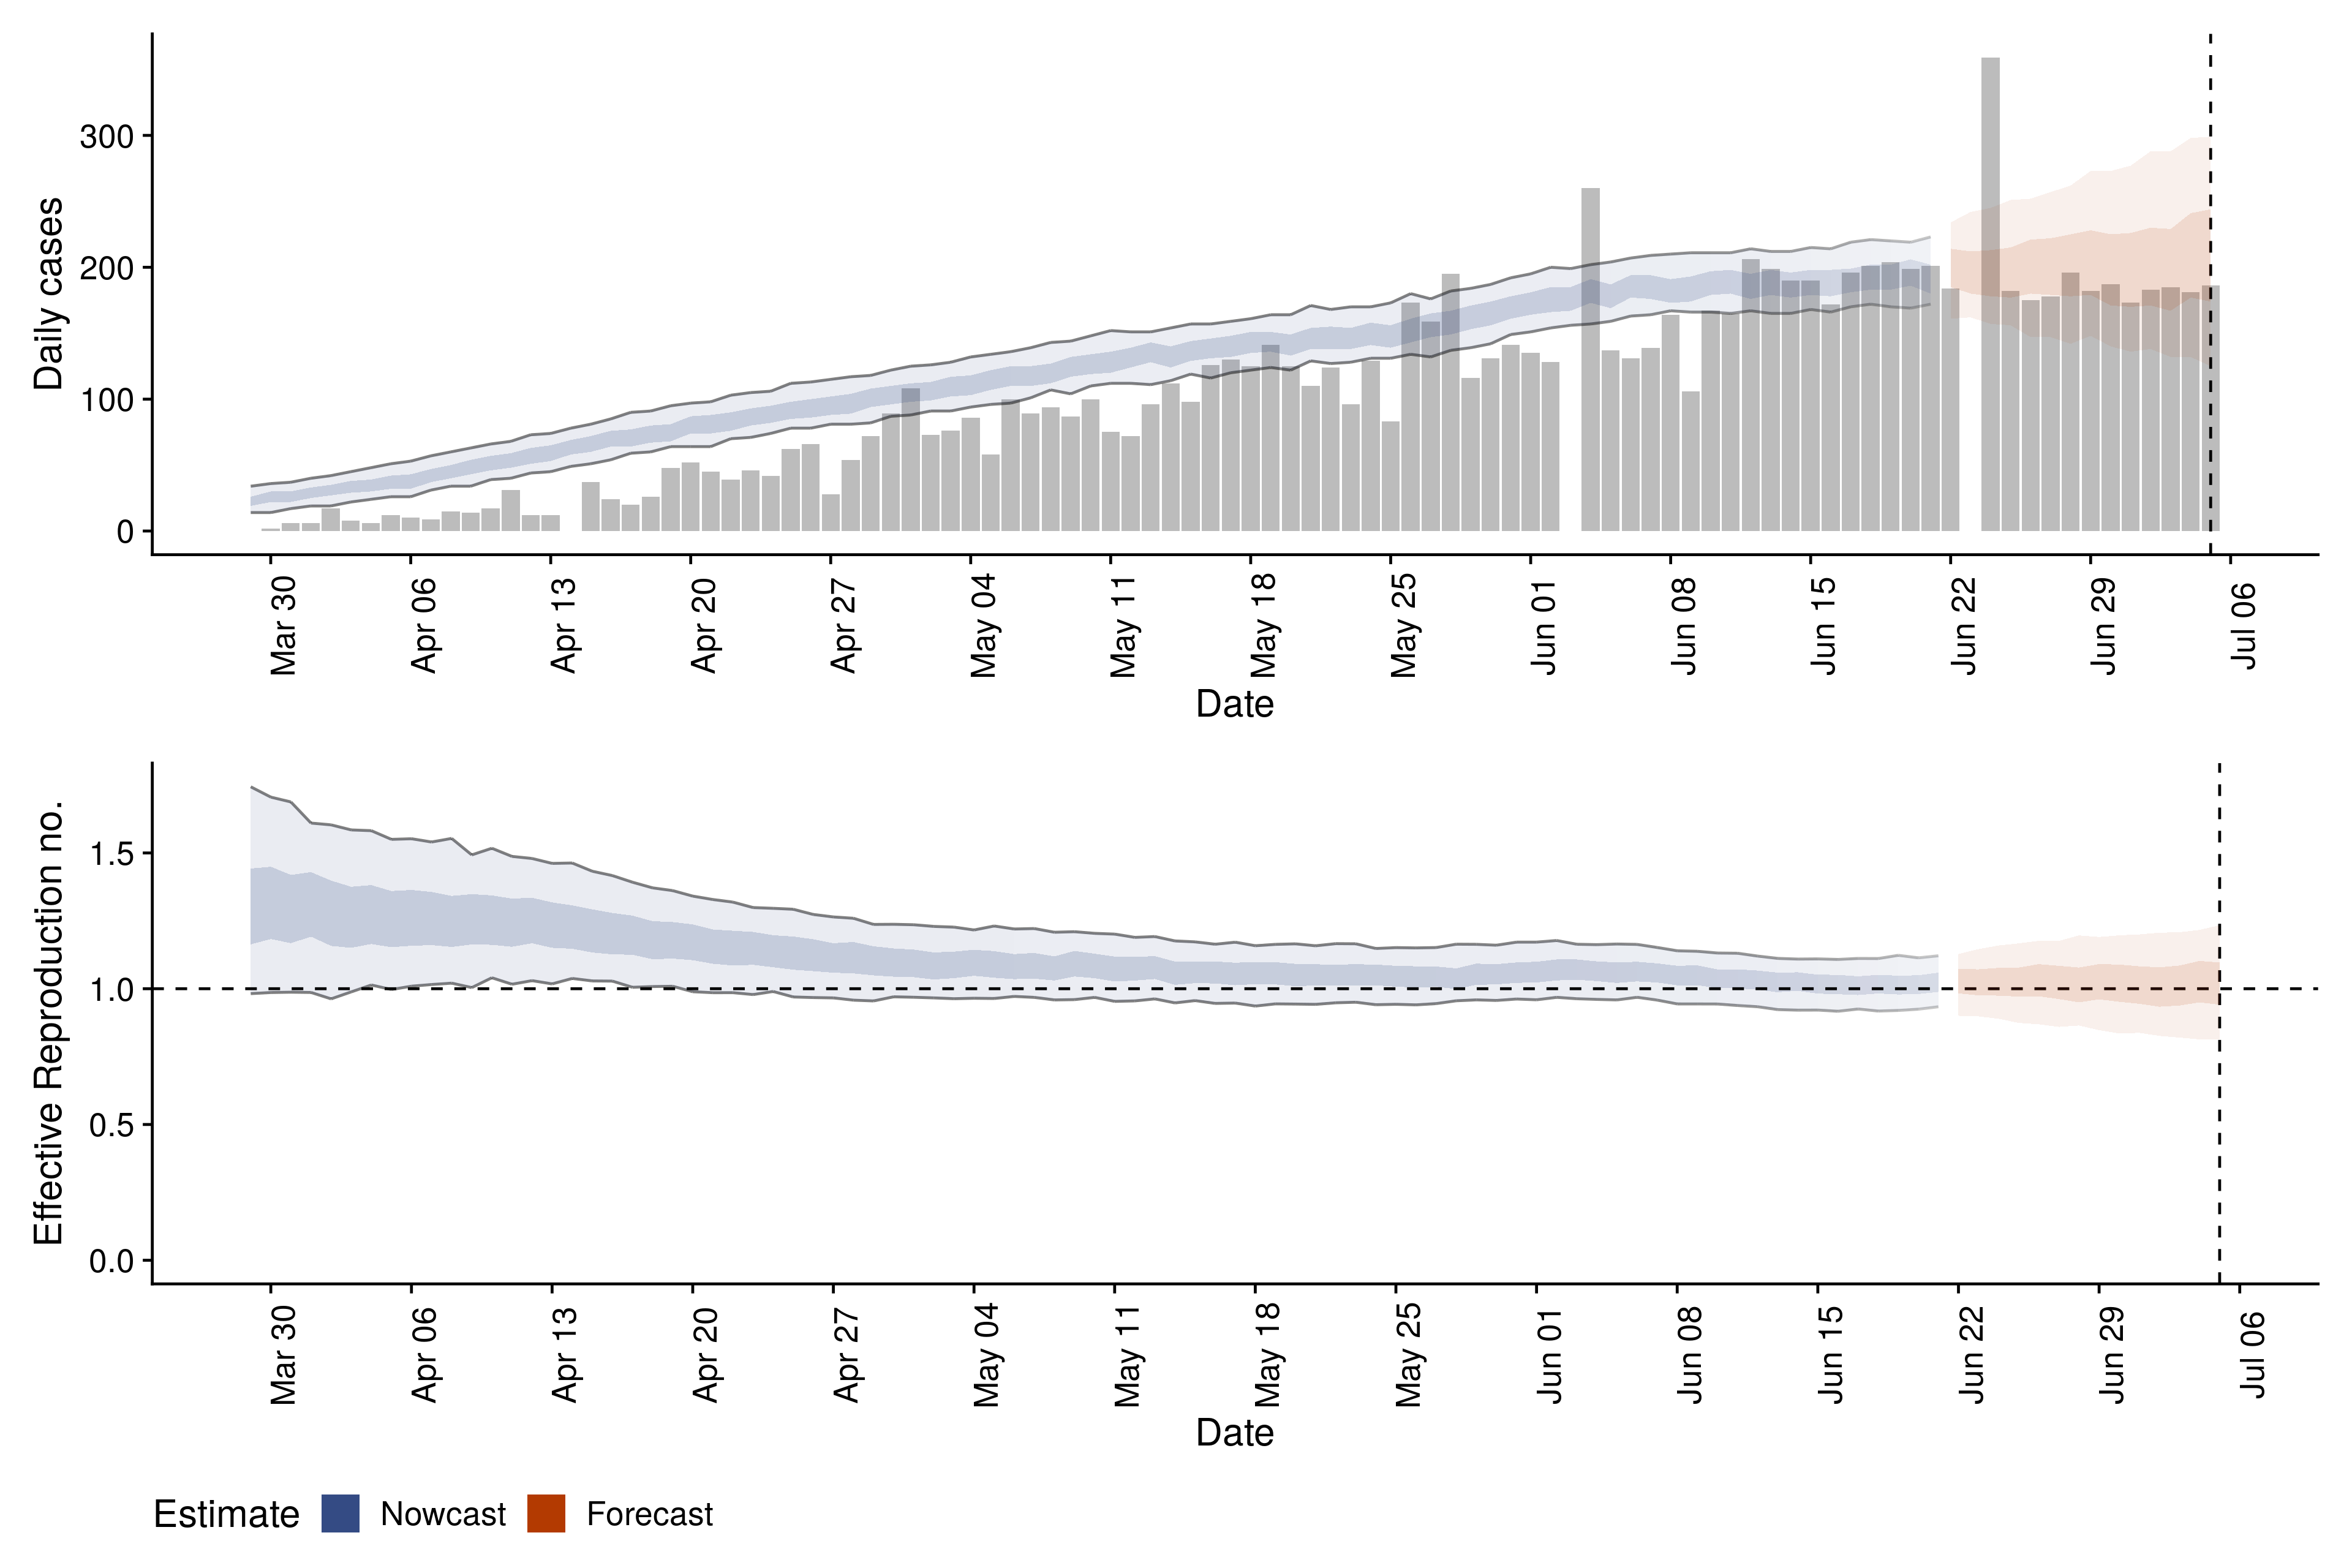 Daily cases
300
200
100
0
Mar 30
Apr 06
Apr 13
Apr 20
Apr 27
May 04
May 11
May 18
May 25
Jun 01
Jun 08
Jun 15
Jun 22
Jun 29
Jul 06
Date
Effective Reproduction no.
1.5
1.0
0.5
0.0
Mar 30
Apr 06
Apr 13
Apr 20
Apr 27
May 04
May 11
May 18
May 25
Jun 01
Jun 08
Jun 15
Jun 22
Jun 29
Jul 06
Date
Estimate Nowcast Forecast